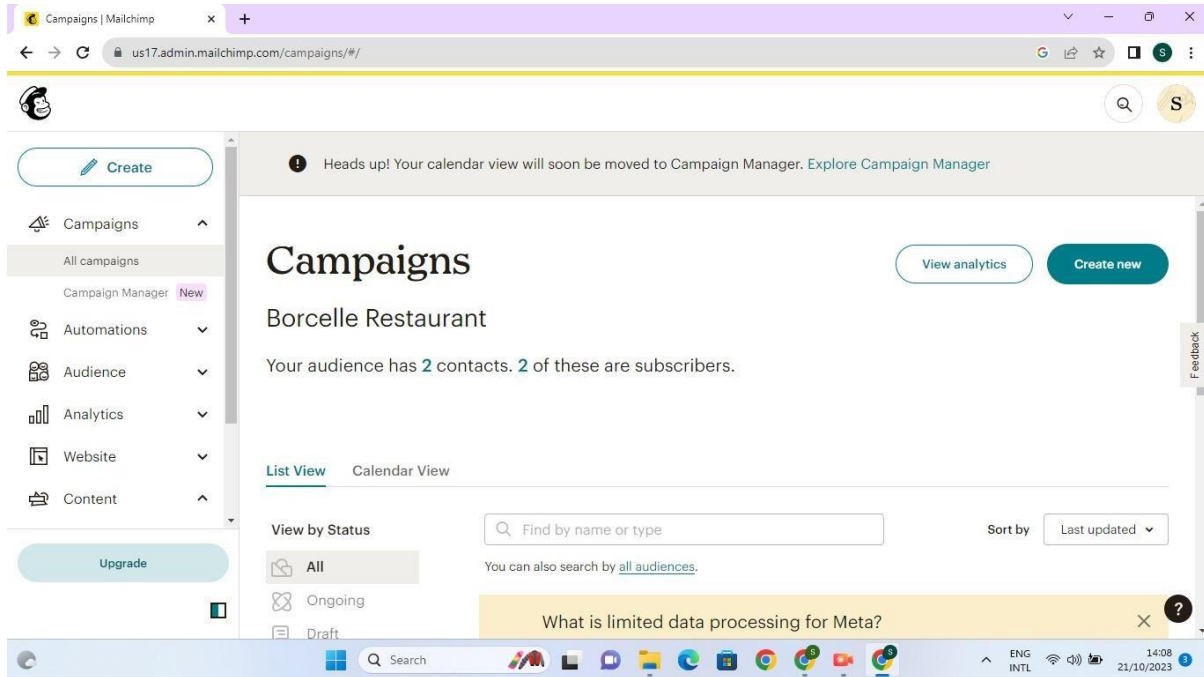 Campaigns | Mailchimp
us17.admin.mailchimp.com/campaigns/#/
G
S
S
Create
Heads up! Your calendar view will soon be moved to Campaign Manager. Explore Campaign Manager
Campaigns
All campaigns
Campaign Manager New
Automations
Audience
Analytics
Website
Content
Upgrade
Campaigns
View analytics
Create new
Borcelle Restaurant
Your audience has 2 contacts. 2 of these are subscribers.
Feedback
List View Calendar View
View by Status
All
Ongoing
Draft
Find by name or type
Sort by Last updated
You can also search by all audiences.
What is limited data processing for Meta?
?
Search
S
S
ENG
INTL
14:08
21/10/2023
3